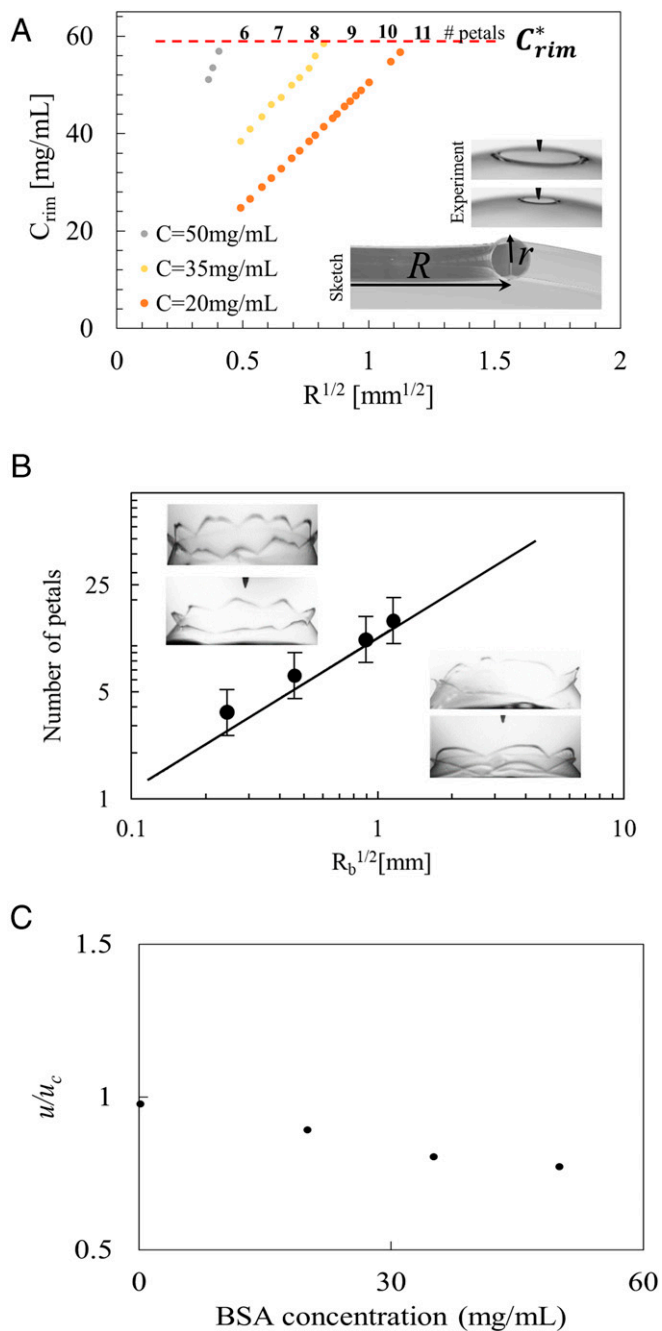 A
C*rim
6 7 8 9 10 11 # petals
60
40
20
0
Crim [mg/mL]
C=50mg/mL
C=35mg/mL
C=20mg/mL
Experiment
Sketch
R
r
0 0.5 1 1.5 2
R1/2 [mm1/2]
B
Number of petals
25
5
1
0.1 1 10
Rb1/2[mm]
C
u/uc
1.5
1
0.5
0 30 60
BSA concentration (mg/mL)